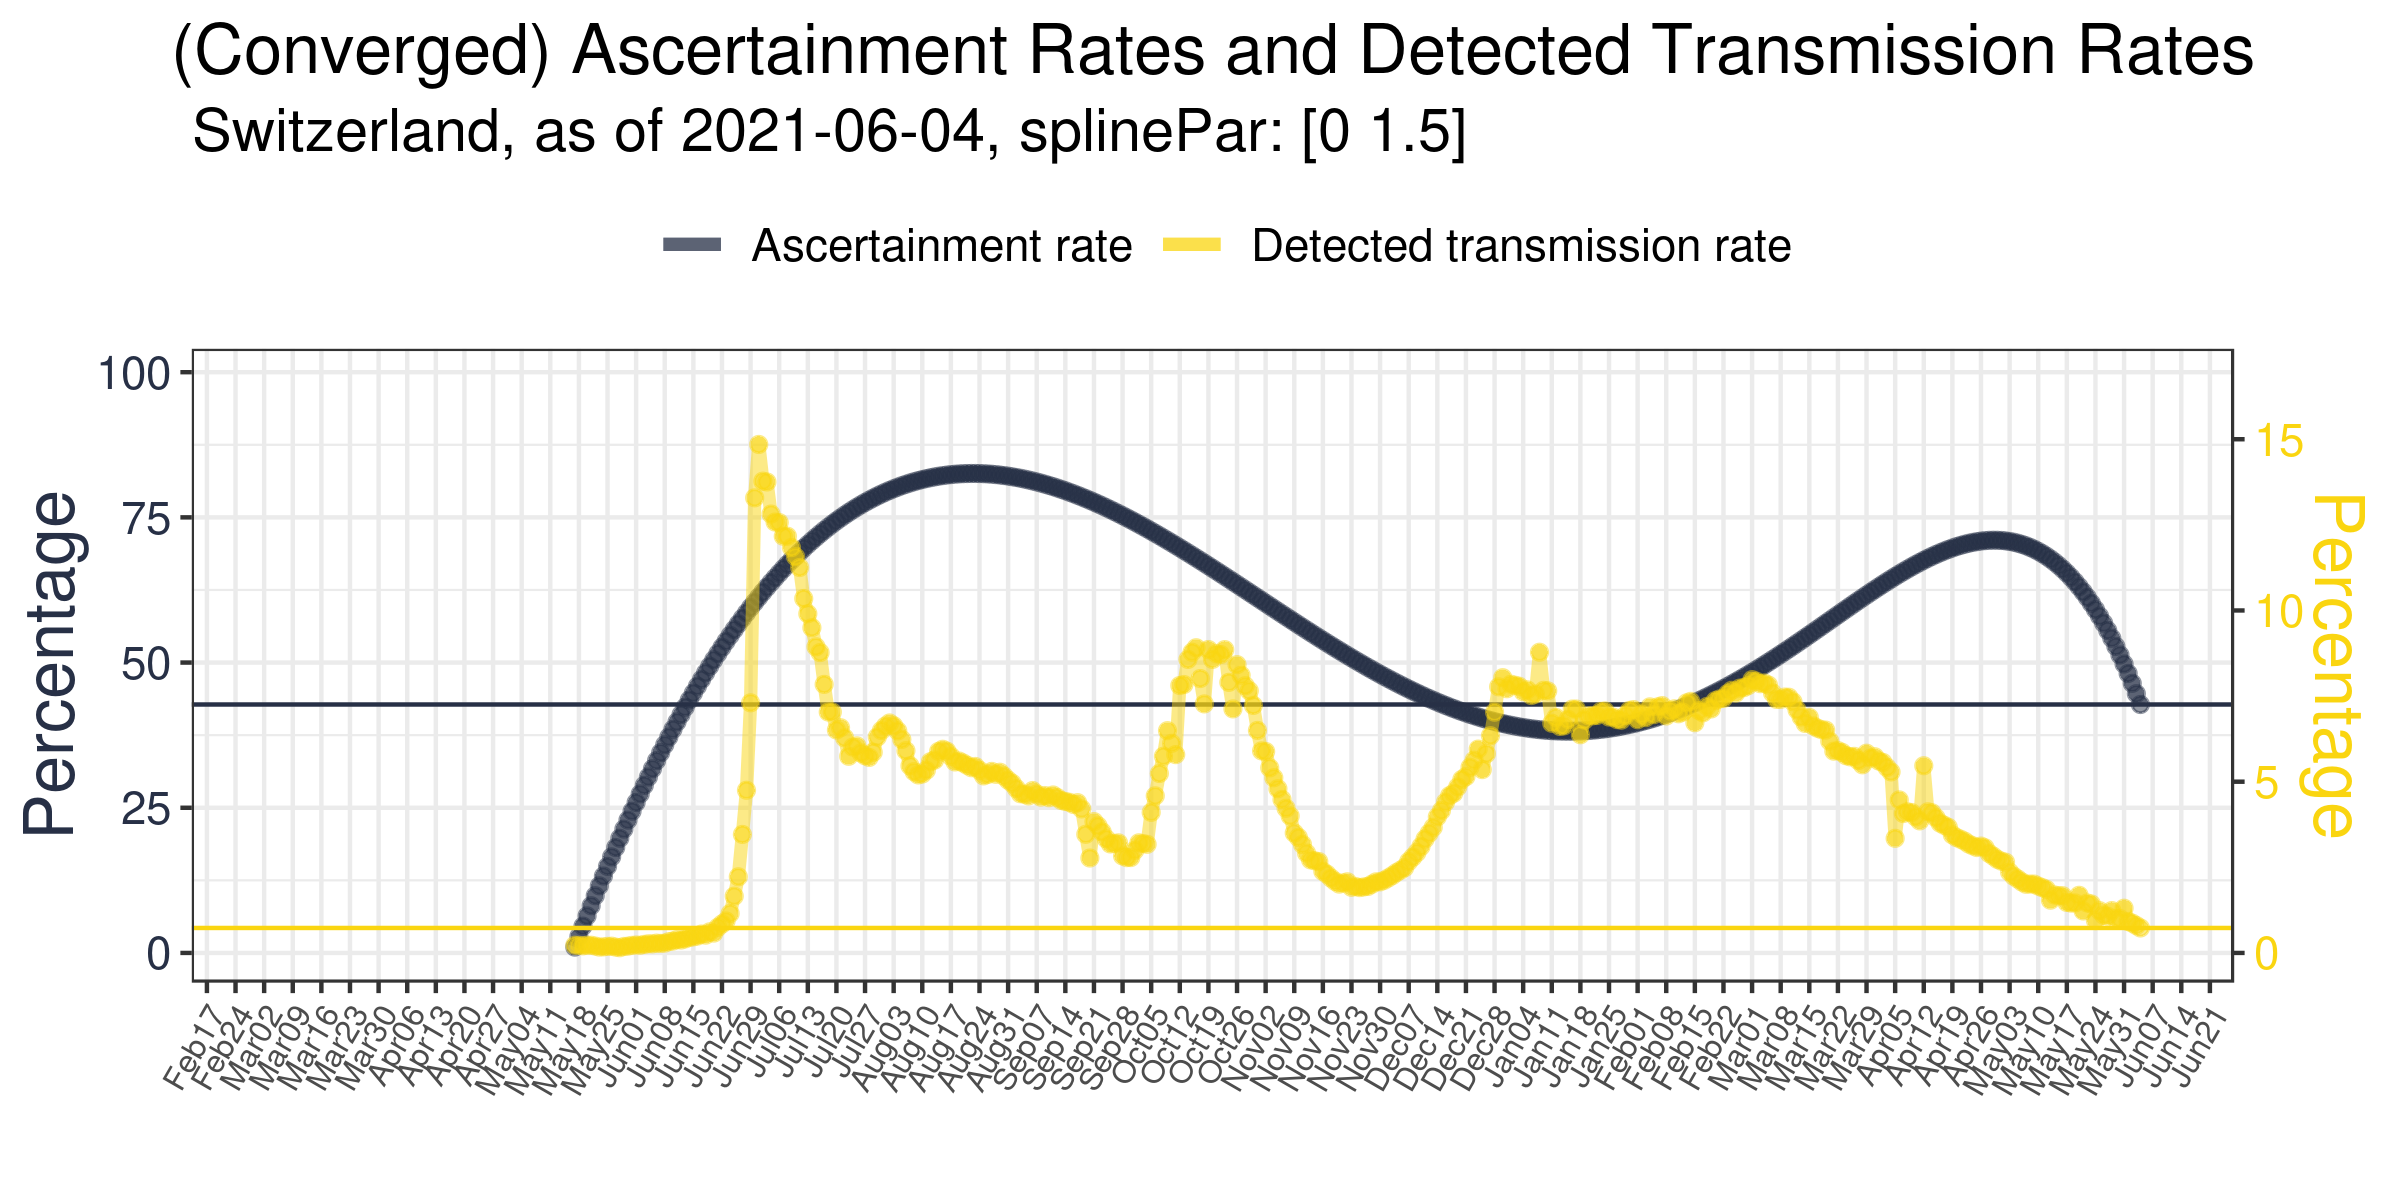 (Converged) Ascertainment Rates and Detected Transmission Rates
Switzerland, as of 2021-06-04, splinePar: [0 1.5]
Ascertainment rate Detected transmission rate
100
75
50
25
0
Percentage
15
10
5
0
Percentage
Feb17 Feb24 Mar02 Mar09 Mar16 Mar23 Mar30 Apr06 Apr13 Apr20 Apr27 May04 May11 May18 May25 Jun01 Jun08 Jun15 Jun22 Jun29 Jul06 Jul13 Jul20 Jul27 Aug03 Aug10 Aug17 Aug24 Aug31 Sep07 Sep14 Sep21 Sep28 Oct05 Oct12 Oct19 Oct26 Nov02 Nov09 Nov16 Nov23 Nov30 Dec07 Dec14 Dec21 Dec28 Jan04 Jan11 Jan18 Jan25 Feb01 Feb08 Feb15 Feb22 Mar01 Mar08 Mar15 Mar22 Mar29 Apr05 Apr12 Apr19 Apr26 May03 May10 May17 May24 May31 Jun07 Jun14 Jun21